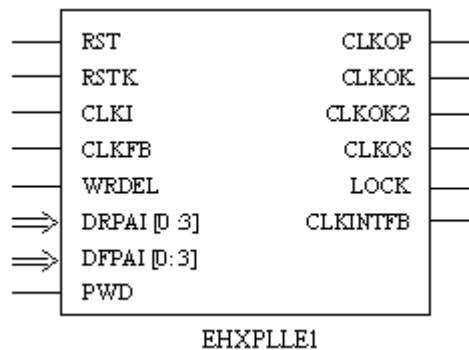 RST CLKOP
RSTK CLKOK
CLKI CLKOK2
CLKFB CLKOS
WRDEL LOCK
DRPAI [0:3] CLKINTFB
DFPAI [0:3]
PWD
EHXPLLE1